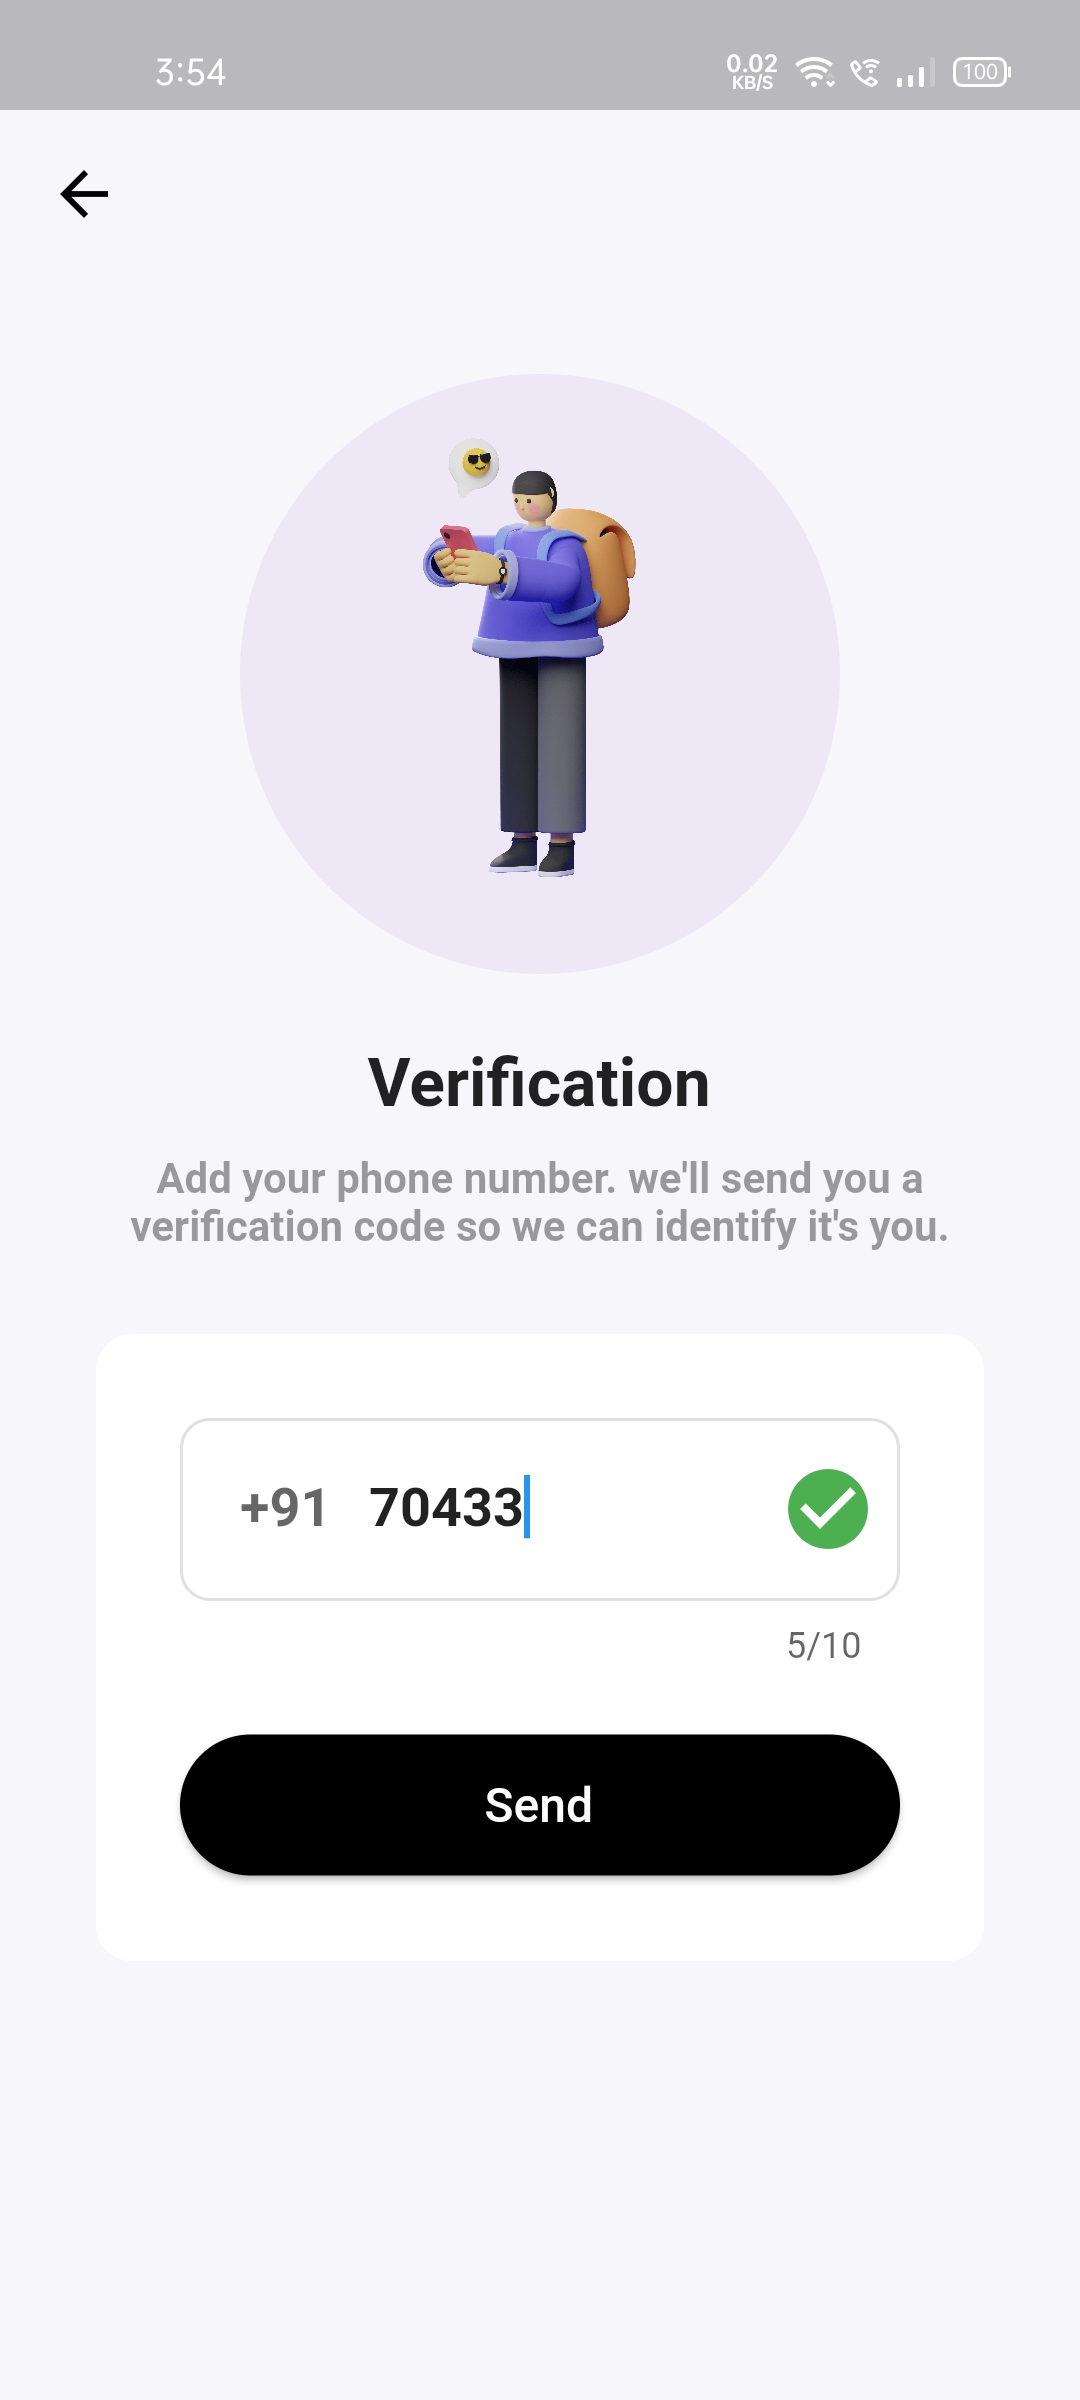 3:54
0.02
KB/S
100
Verification
Add your phone number. we'll send you a
verification code so we can identify it's you.
+91 70433
5/10
Send